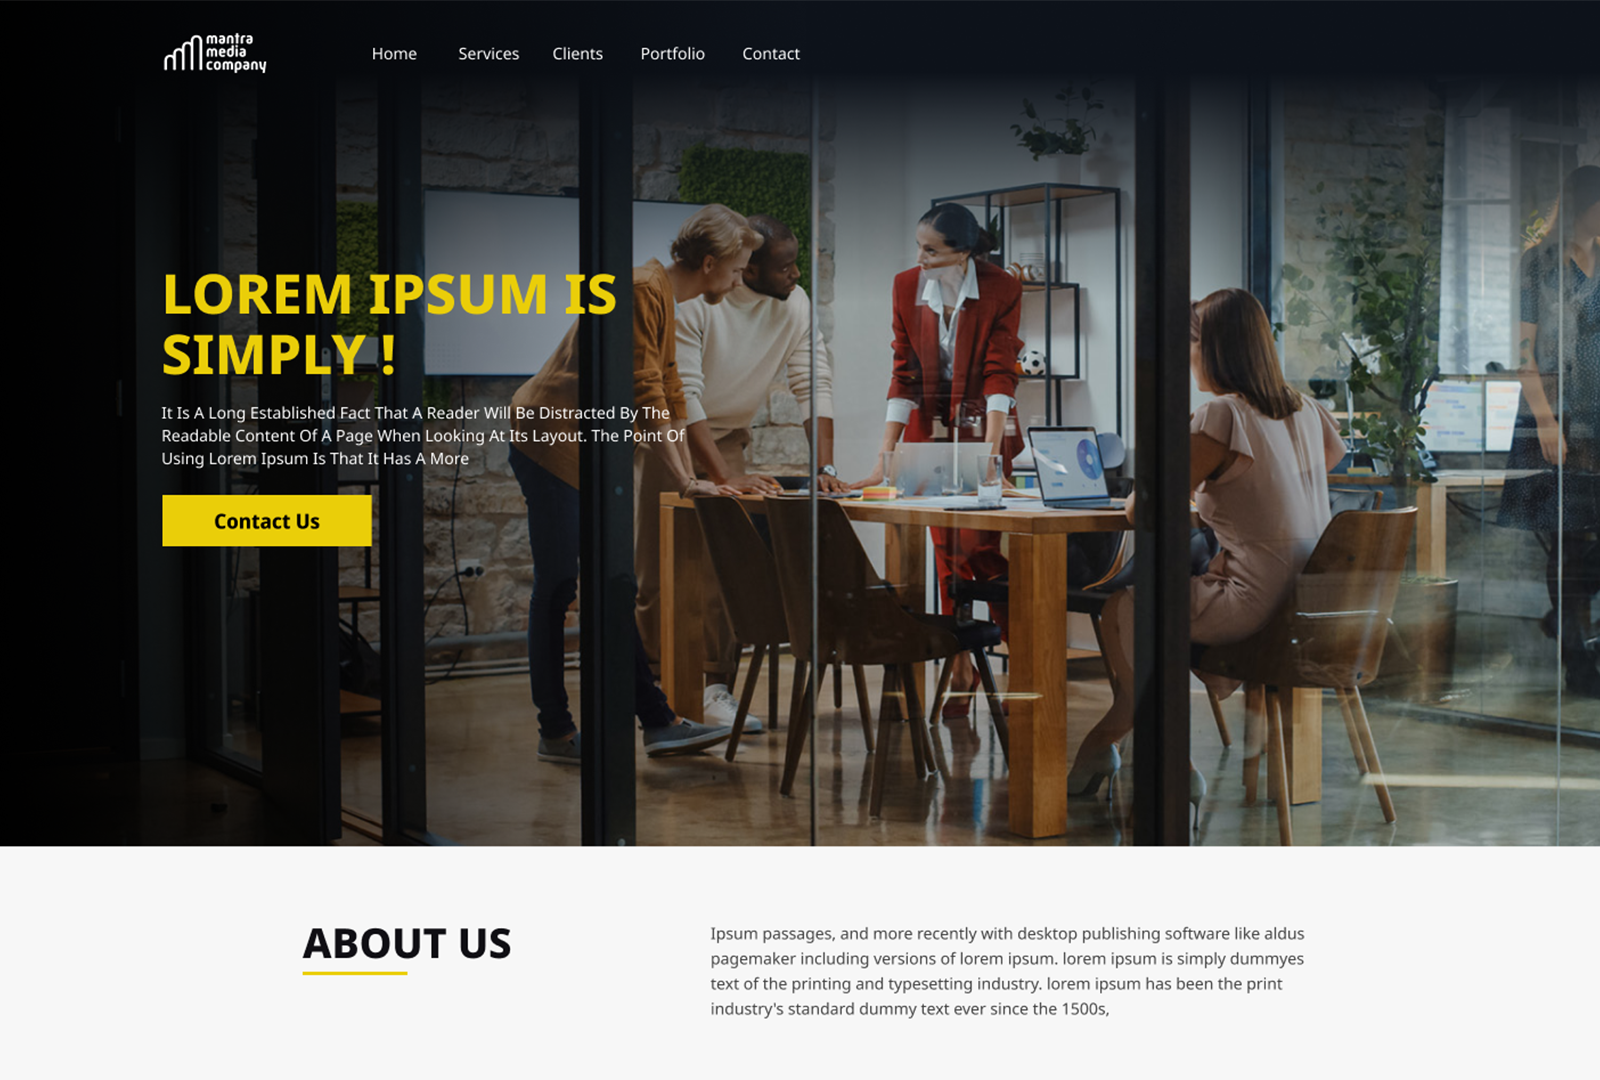 mantra
media
company
Home Services Clients Portfolio Contact
LOREM IPSUM IS
SIMPLY !
It Is A Long Established Fact That A Reader Will Be Distracted By The
Readable Content Of A Page When Looking At Its Layout. The Point Of
Using Lorem Ipsum Is That It Has A More
Contact Us
ABOUT US
Ipsum passages, and more recently with desktop publishing software like aldus
pagemaker including versions of lorem ipsum. lorem ipsum is simply dummyes
text of the printing and typesetting industry. lorem ipsum has been the print
industry's standard dummy text ever since the 1500s,